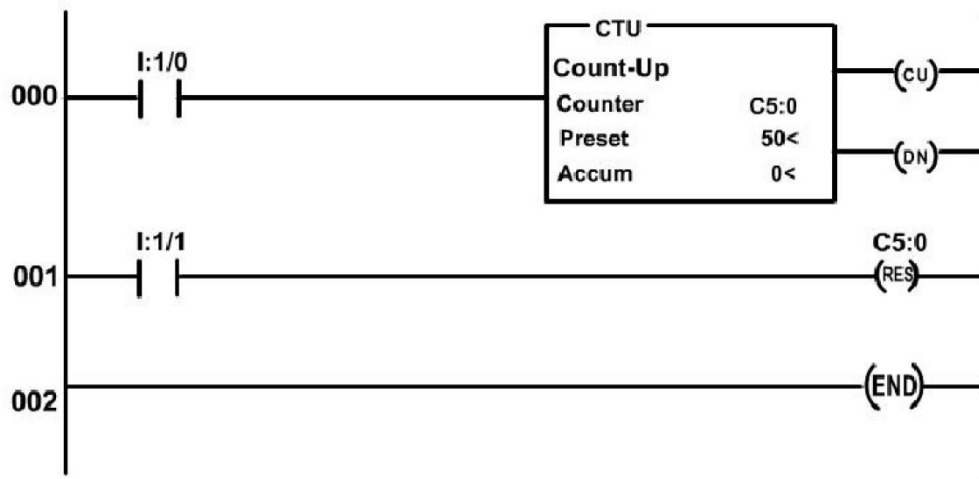 I:1/0
000
CTU
Count-Up
Counter C5:0
Preset 50<
Accum 0<
(CU)
(DN)
I:1/1
001
C5:0
(RES)
002
(END)